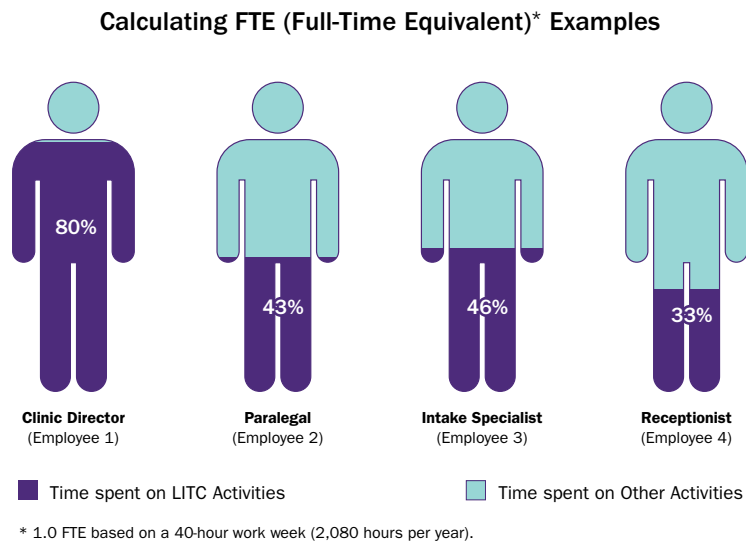 Calculating FTE (Full-Time Equivalent)* Examples
80%
43%
46%
33%
Clinic Director
(Employee 1)
Paralegal
(Employee 2)
Intake Specialist
(Employee 3)
Receptionist
(Employee 4)
Time spent on LITC Activities
Time spent on Other Activities
* 1.0 FTE based on a 40-hour work week (2,080 hours per year).